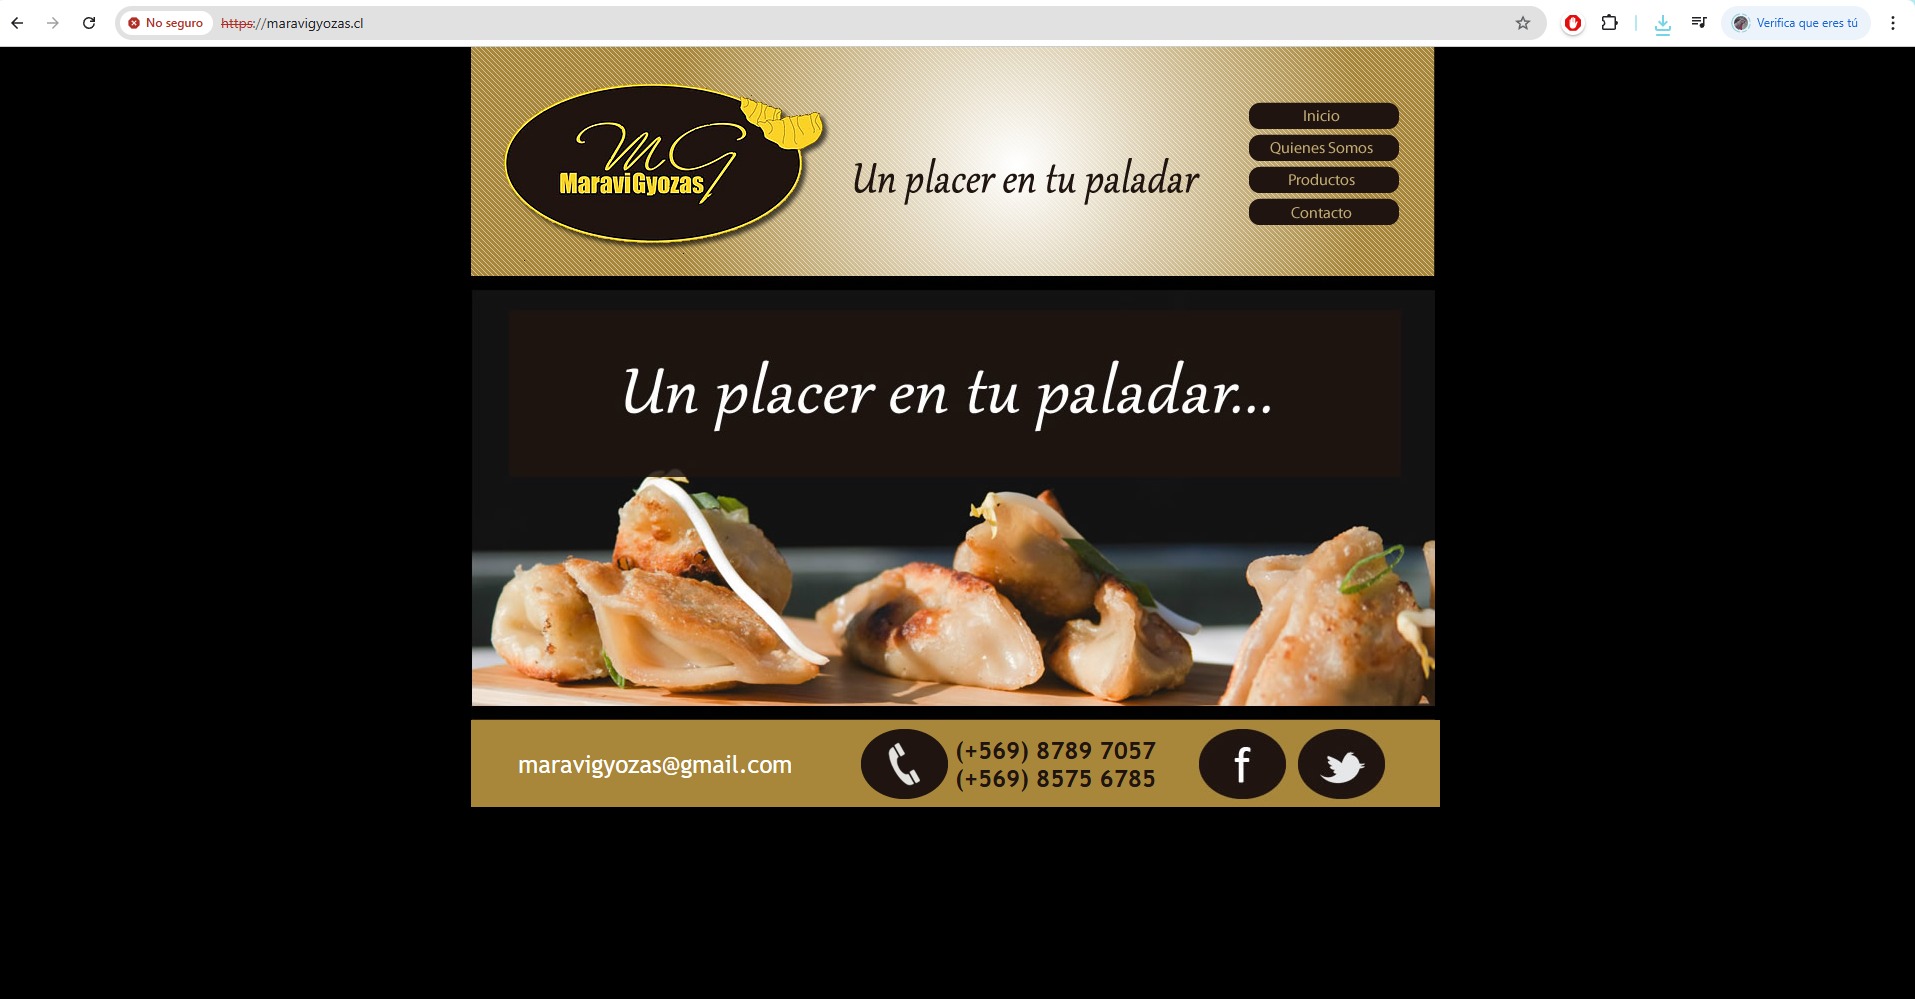 No seguro
https://maravigyozas.cl
Verifica que eres tú
MG
MaraviGyozas
Un placer en tu paladar
Inicio
Quienes Somos
Productos
Contacto
Un placer en tu paladar...
maravigyozas@gmail.com
(+569) 8789 7057
(+569) 8575 6785
f